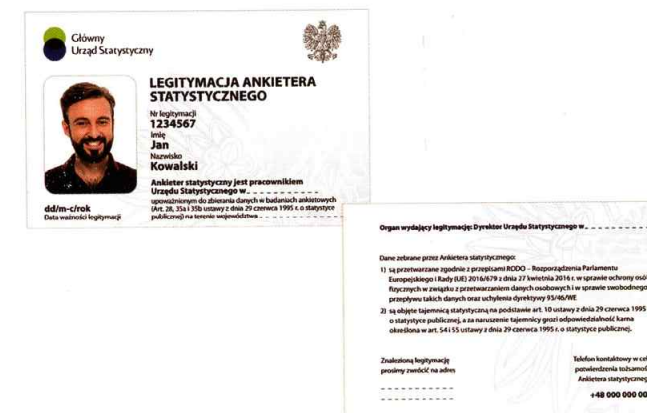 Główny
Urząd Statystyczny
LEGITYMACJA ANKIETERA
STATYSTYCZNEGO
Nr legitymacji
1234567
Imię
Jan
Nazwisko
Kowalski
Ankieter statystyczny jest pracownikiem
Urzędu Statystycznego w
upoważnionym do zbierania danych w badaniach ankietowych
(Art. 28, 35a i 35b ustawy z dnia 29 czerwca 1995 r. o statystyce
publicznej) na terenie województwa
dd/m-c/rok
Data ważności legitymacji
Organ wydający legitymację: Dyrektor Urzędu Statystycznego w
Dane zebrane przez Ankietera statystycznego:
1) są przetwarzane zgodnie z przepisami RODO – Rozporządzenia Parlamentu
Europejskiego i Rady (UE) 2016/679 z dnia 27 kwietnia 2016 r. w sprawie ochrony osó
fizycznych w związku z przetwarzaniem danych osobowych i w sprawie swobodnego
przepływu takich danych oraz uchylenia dyrektywy 95/46/WE
2) są objęte tajemnicą statystyczną na podstawie art. 10 ustawy z dnia 29 czerwca 1995
o statystyce publicznej, a za naruszenie tajemnicy grozi odpowiedzialność karna
określona w art. 54 i 55 ustawy z dnia 29 czerwca 1995 r. o statystyce publicznej.
Znalezioną legitymację
prosimy zwrócić na adres
Telefon kontaktowy w cel
potwierdzenia tożsamoś
Ankietera statystyczneg
+48 000 000 00